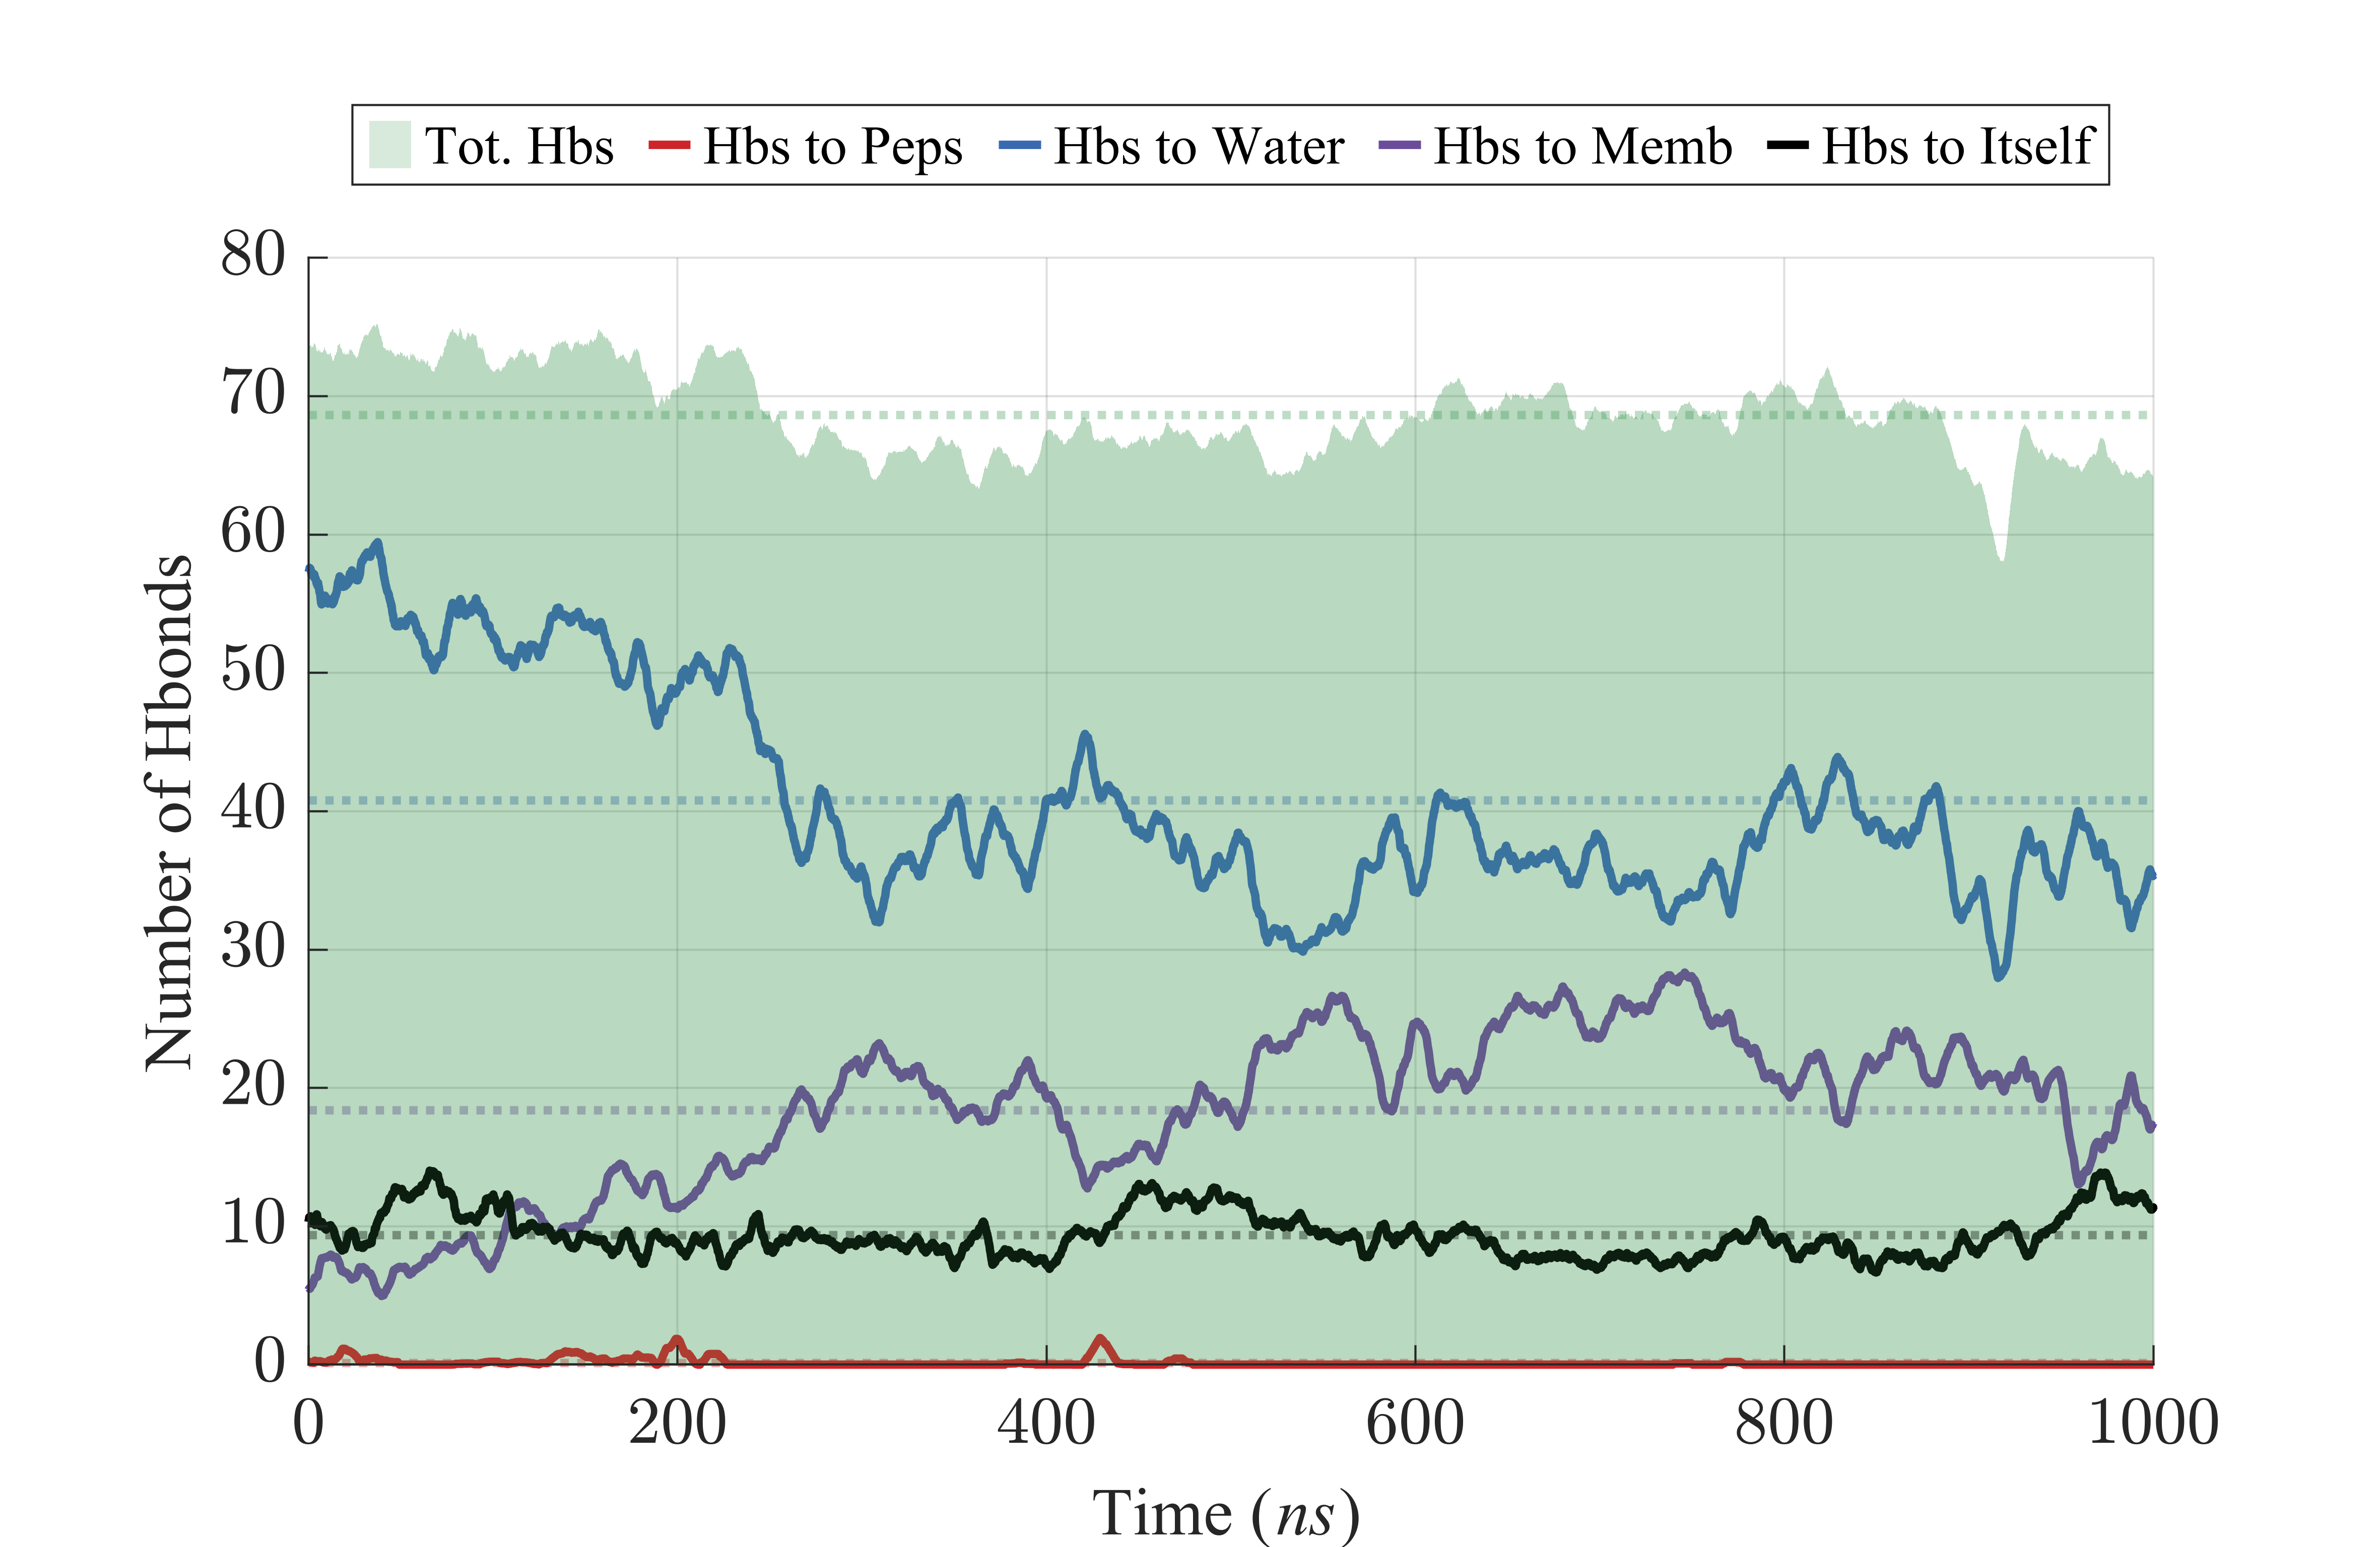 Tot. Hbs Hbs to Peps Hbs to Water Hbs to Memb Hbs to Itself
80
70
60
50
40
30
20
10
0
Number of Hbonds
0 200 400 600 800 1000
Time (ns)